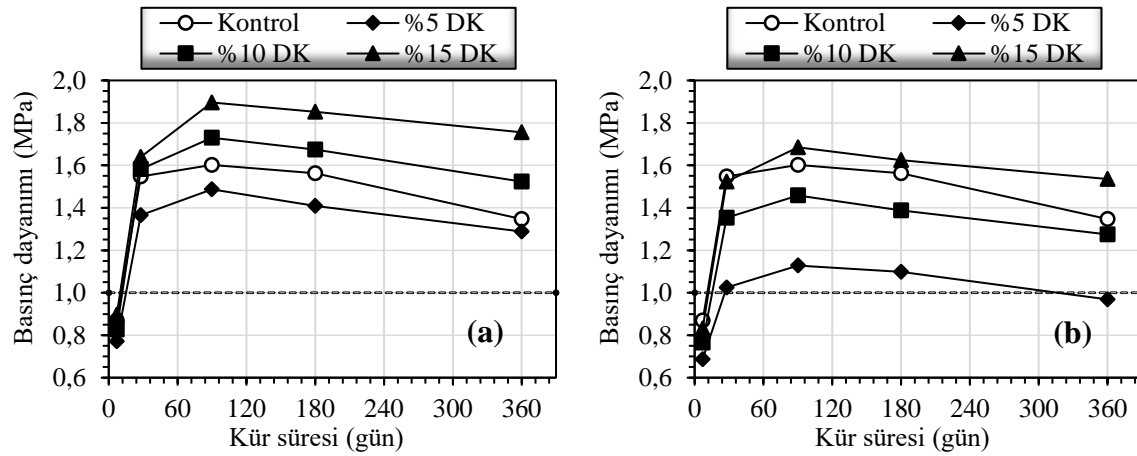 Kontrol %5 DK
%10 DK %15 DK
2,0
1,8
1,6
1,4
1,2
1,0
0,8
0,6
Basınç dayanımı (MPa)
(a)
0 60 120 180 240 300 360
Kür süresi (gün)
Kontrol %5 DK
%10 DK %15 DK
2,0
1,8
1,6
1,4
1,2
1,0
0,8
0,6
Basınç dayanımı (MPa)
(b)
0 60 120 180 240 300 360
Kür süresi (gün)